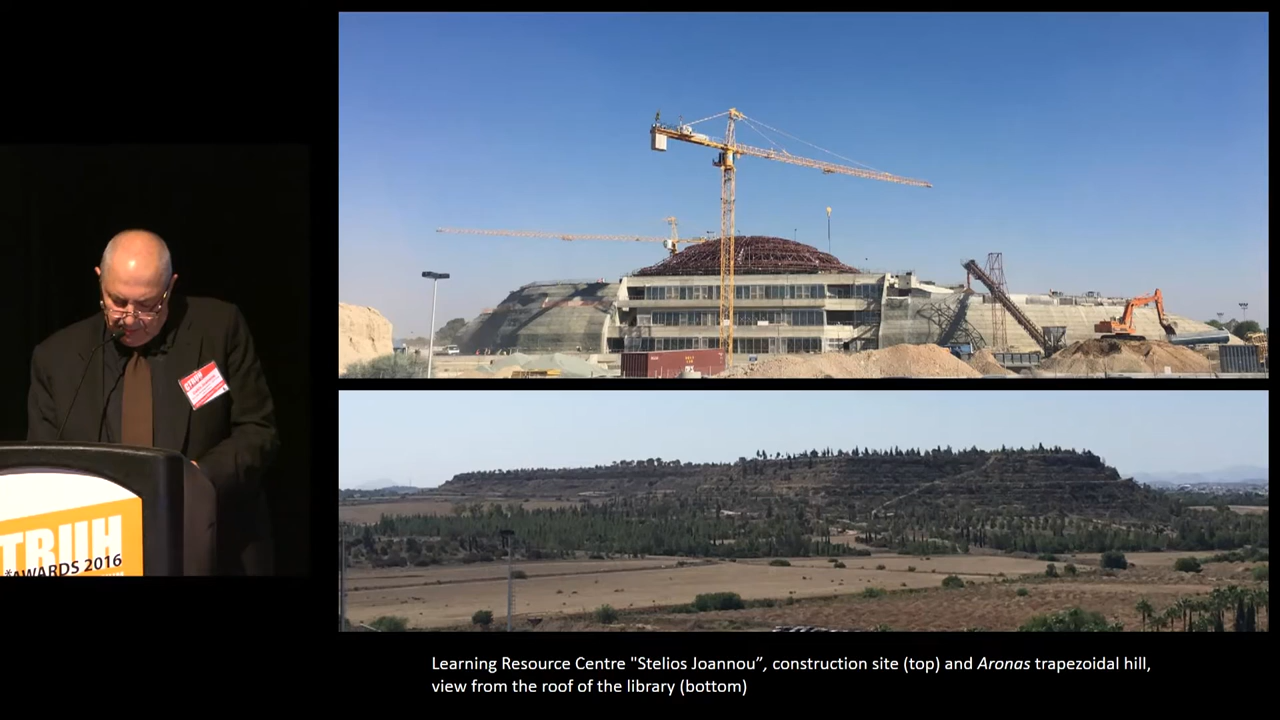 TRUH
*AWARDS 2016
Learning Resource Centre "Stelios Joannou”, construction site (top) and Aronas trapezoidal hill,
view from the roof of the library (bottom)